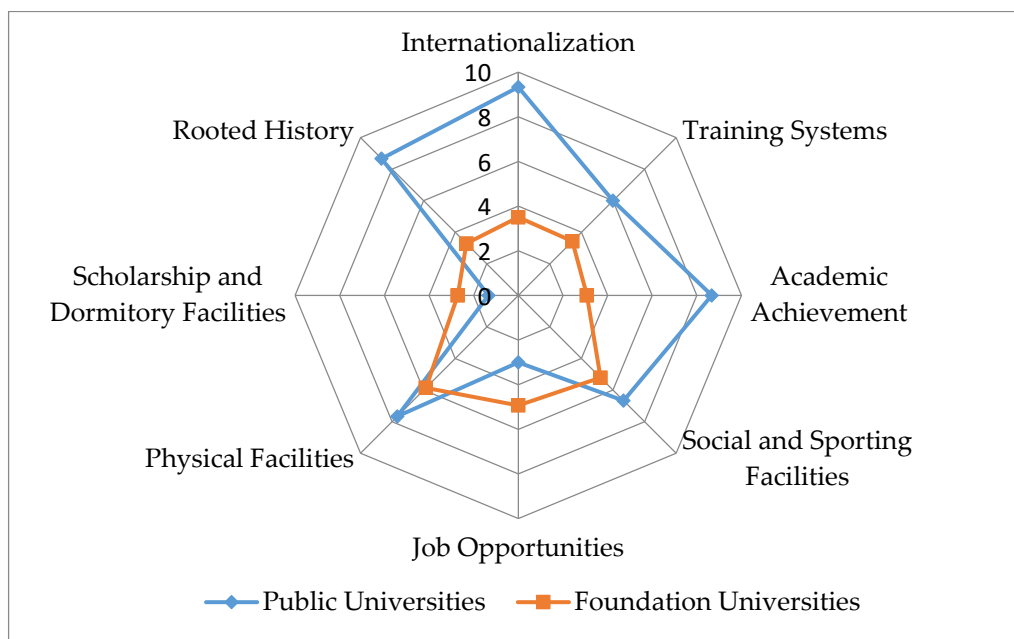 Internationalization
10
8
6
4
2
0
Rooted History
Training Systems
Scholarship and
Dormitory Facilities
Academic
Achievement
Physical Facilities
Social and Sporting
Facilities
Job Opportunities
Public Universities
Foundation Universities